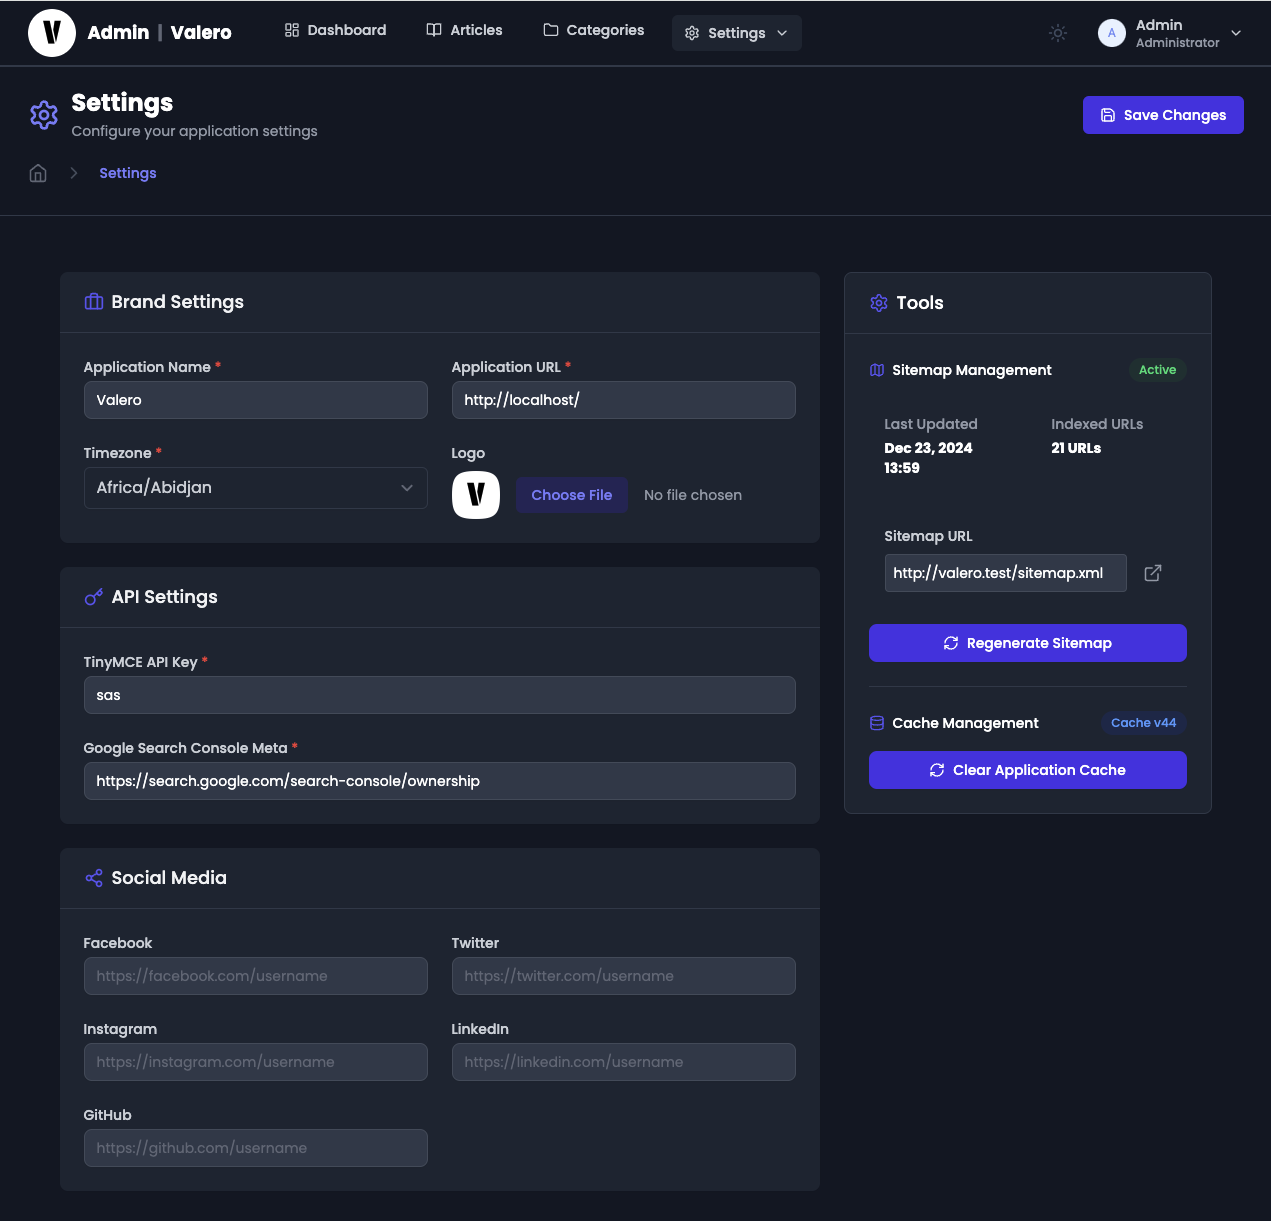 Admin | Valero
Dashboard
Articles
Categories
Settings
A
Admin
Administrator
Settings
Configure your application settings
Save Changes
Settings
Brand Settings
Application Name *
Valero
Application URL *
http://localhost/
Timezone *
Africa/Abidjan
Logo
V
Choose File
No file chosen
API Settings
TinyMCE API Key *
sas
Google Search Console Meta *
https://search.google.com/search-console/ownership
Social Media
Facebook
https://facebook.com/username
Twitter
https://twitter.com/username
Instagram
https://instagram.com/username
LinkedIn
https://linkedin.com/username
GitHub
https://github.com/username
Tools
Sitemap Management
Active
Last Updated
Dec 23, 2024
13:59
Indexed URLs
21 URLs
Sitemap URL
http://valero.test/sitemap.xml
Regenerate Sitemap
Cache Management
Cache v44
Clear Application Cache